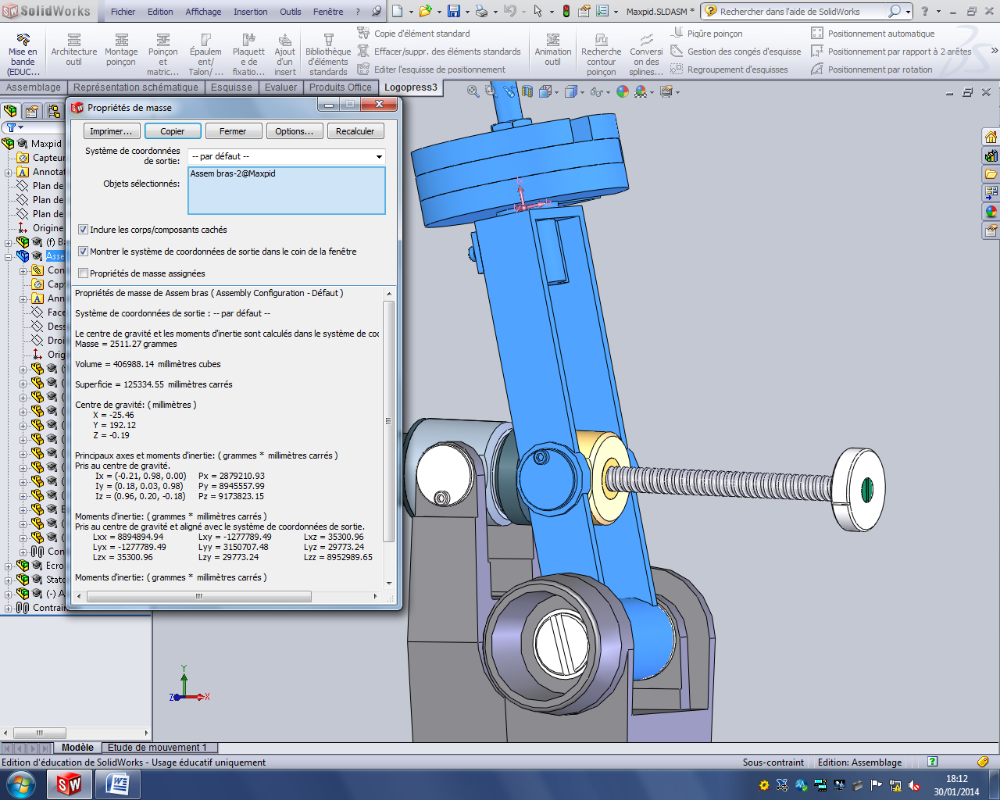 SolidWorks
Fichier Edition Affichage Insertion Outils Fenêtre ? Maxpid.SLDASM * Rechercher dans l'aide de SolidWorks
Mise en bande (EDUC...
Architecture outil
Montage poinçon
Poinçon et matric...
Épaulem ent/ Talon/ ...
Plaquett e de fixatio...
Ajout d'un insert
Bibliothèque d'éléments standards
Copie d'élément standard
Effacer/suppr. des éléments standards
Editer l'esquisse de positionnement
Animation outil
Recherche contour poinçon
Conversi on des splines...
Piqûre poinçon
Gestion des congés d'esquisse
Regroupement d'esquisses
Positionnement automatique
Positionnement par rapport à 2 arêtes
Positionnement par rotation
Assemblage Représentation schématique Esquisse Evaluer Produits Office Logopress3
Propriétés de masse
Imprimer... Copier Fermer Options... Recalculer
Système de coordonnées de sortie: -- par défaut --
Objets sélectionnés: Assem bras-2@Maxpid
Inclure les corps/composants cachés
Montrer le système de coordonnées de sortie dans le coin de la fenêtre
Propriétés de masse assignées
Propriétés de masse de Assem bras ( Assembly Configuration - Défaut )
Système de coordonnées de sortie : -- par défaut --
Le centre de gravité et les moments d'inertie sont calculés dans le système de coo
Masse = 2511.27 grammes
Volume = 406988.14 millimètres cubes
Superficie = 125334.55 millimètres carrés
Centre de gravité: ( millimètres )
X = -25.46
Y = 192.12
Z = -0.19
Principaux axes et moments d'inertie: ( grammes * millimètres carrés )
Pris au centre de gravité.
Ix = (-0.21, 0.98, 0.00) Px = 2879210.93
Iy = (0.18, 0.03, 0.98) Py = 8945557.99
Iz = (0.96, 0.20, -0.18) Pz = 9173823.15
Moments d'inertie: ( grammes * millimètres carrés )
Pris au centre de gravité et aligné avec le système de coordonnées de sortie.
Lxx = 8894894.94 Lxy = -1277789.49 Lxz = 35300.96
Lyx = -1277789.49 Lyy = 3150707.48 Lyz = 29773.24
Lzx = 35300.96 Lzy = 29773.24 Lzz = 8952989.65
Moments d'inertie: ( grammes * millimètres carrés )
Maxpid
Capteur
Annotat
Plan de
Plan de
Plan de
Origine
(f) Ba
Asse
Con
Cap
Ann
Face
Dess
Droi
Orig
Con
Ecro
Stato
(-) A
Contrain
Y
Z X
Modèle Etude de mouvement 1
Edition d'éducation de SolidWorks - Usage éducatif uniquement Sous-contraint Edition: Assemblage
18:12
30/01/2014